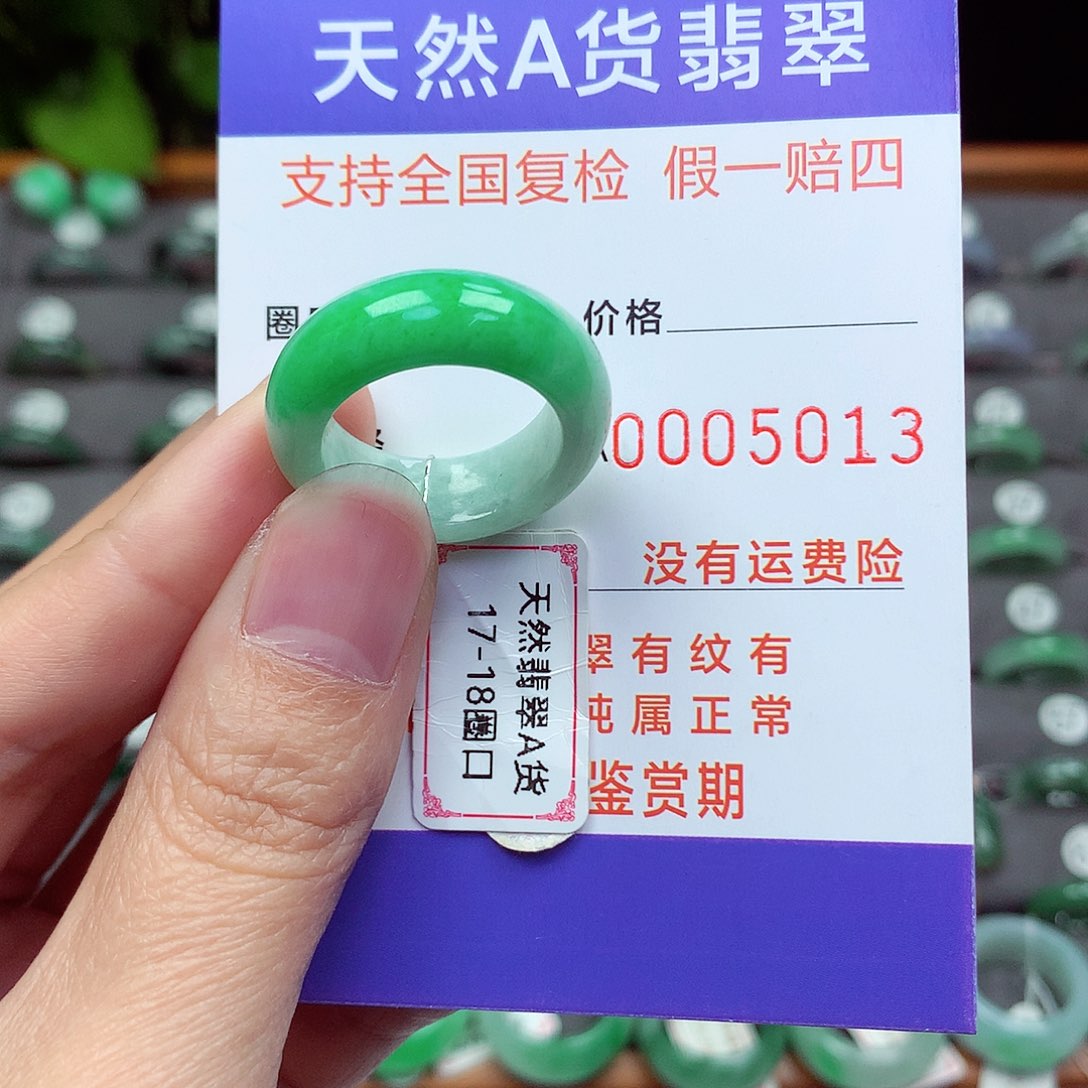 天然A货翡翠
支持全国复检 假一赔四
圈 价格
0005013
没有运费险
翠有纹有
纯属正常
鉴赏期
天然翡翠A货
17-18圈口